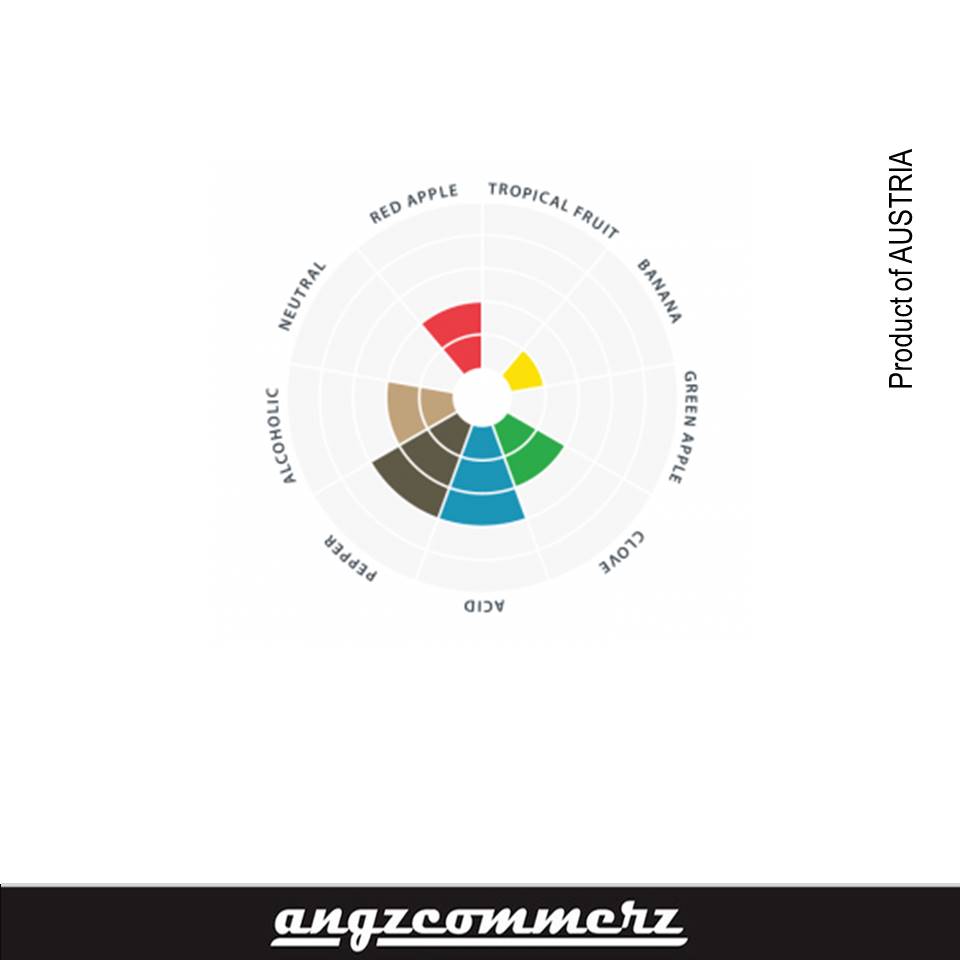 RED APPLE
TROPICAL FRUIT
BANANA
GREEN APPLE
CLOVE
ACID
PEPPER
ALCOHOLIC
NEUTRAL
Product of AUSTRIA
angzcommerz